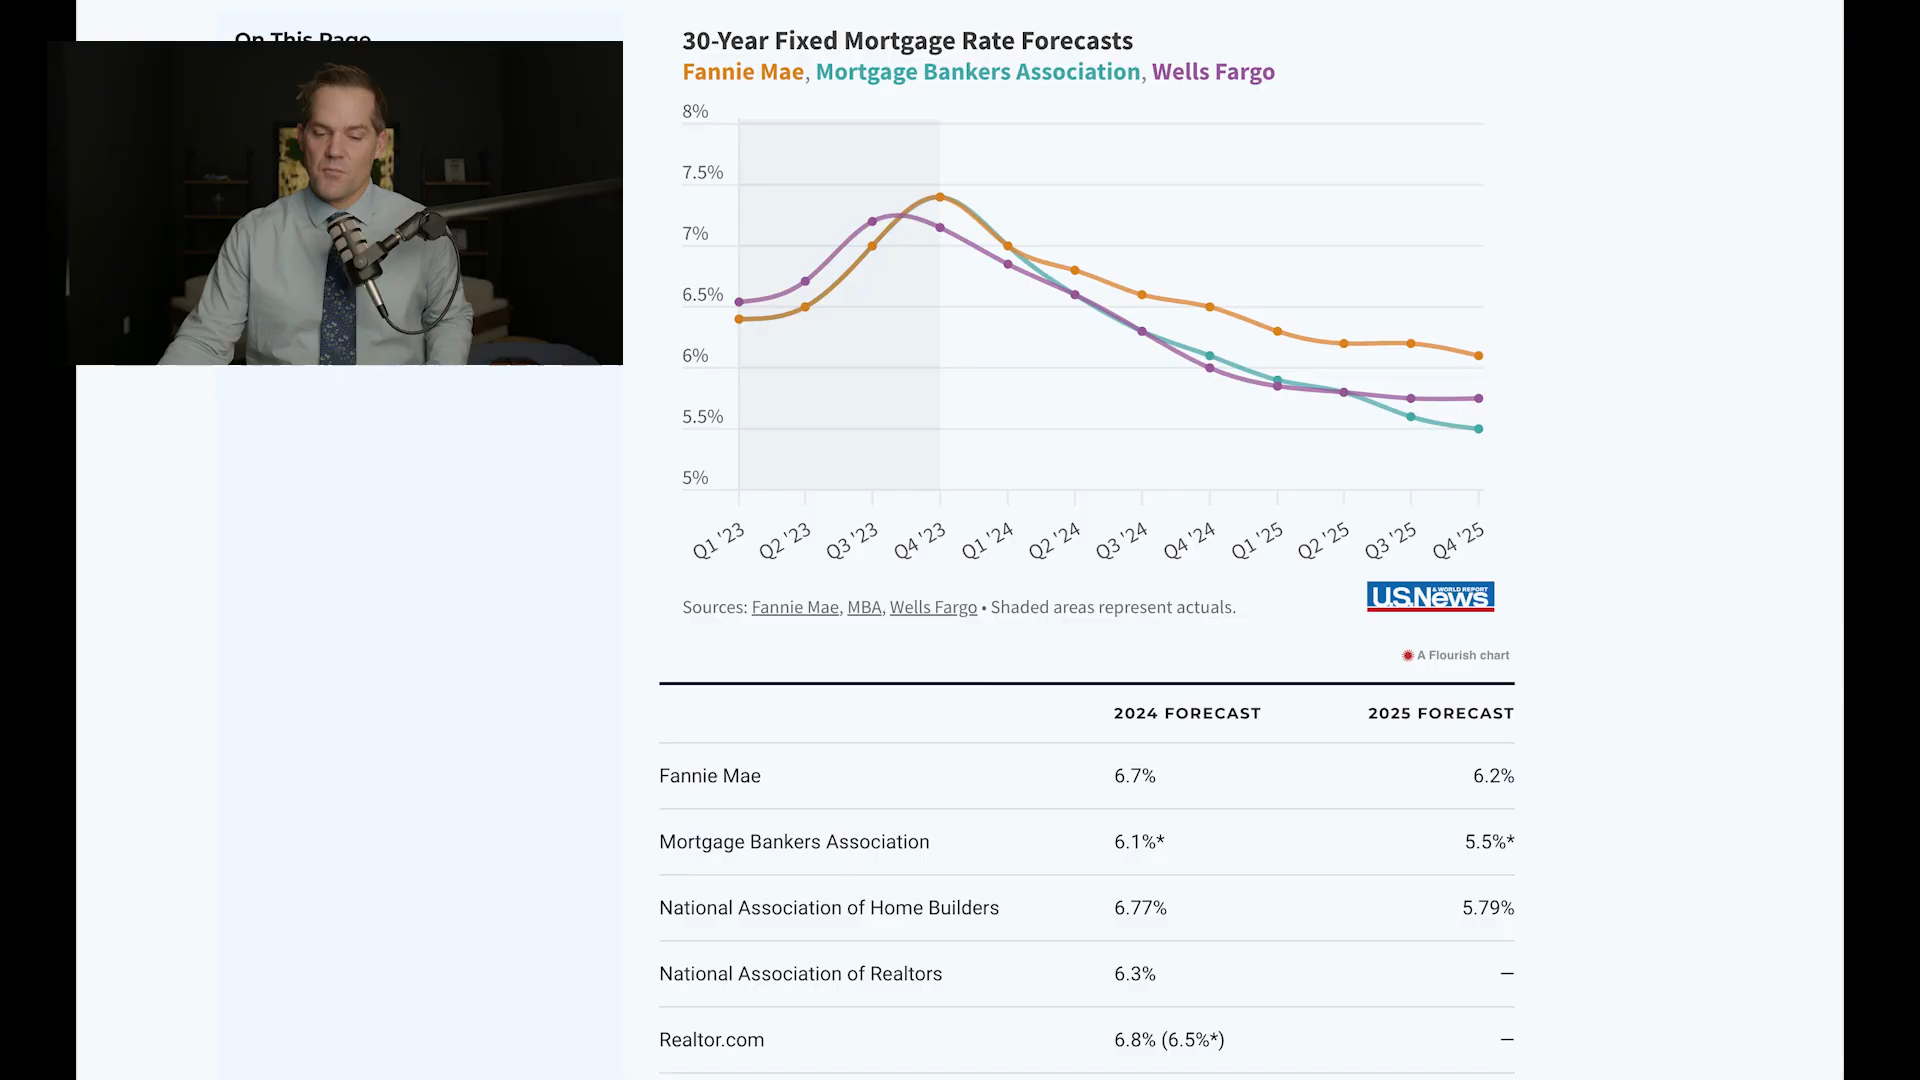 On This Page
30-Year Fixed Mortgage Rate Forecasts
Fannie Mae, Mortgage Bankers Association, Wells Fargo
8%
7.5%
7%
6.5%
6%
5.5%
5%
Q1 '23 Q2 '23 Q3 '23 Q4 '23 Q1 '24 Q2 '24 Q3 '24 Q4 '24 Q1 '25 Q2 '25 Q3 '25 Q4 '25
Sources: Fannie Mae, MBA, Wells Fargo • Shaded areas represent actuals.
U.S.News & WORLD REPORT
A Flourish chart
2024 FORECAST 2025 FORECAST
Fannie Mae 6.7% 6.2%
Mortgage Bankers Association 6.1%* 5.5%*
National Association of Home Builders 6.77% 5.79%
National Association of Realtors 6.3% –
Realtor.com 6.8% (6.5%*) –